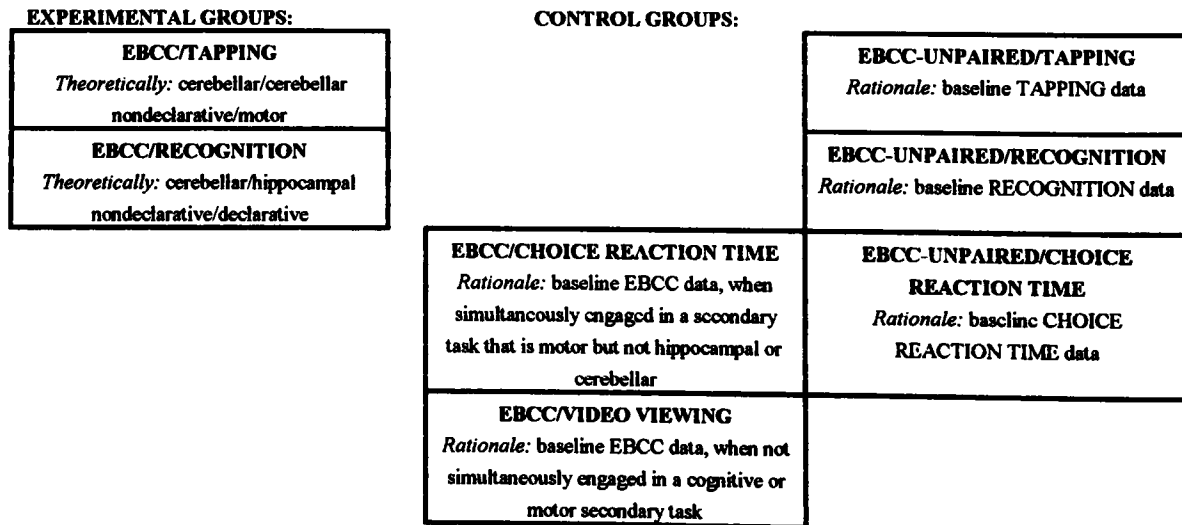 EXPERIMENTAL GROUPS:
EBCC/TAPPING
Theoretically: cerebellar/cerebellar
nondeclarative/motor
EBCC/RECOGNITION
Theoretically: cerebellar/hippocampal
nondeclarative/declarative
CONTROL GROUPS:
EBCC-UNPAIRED/TAPPING
Rationale: baseline TAPPING data
EBCC-UNPAIRED/RECOGNITION
Rationale: baseline RECOGNITION data
EBCC/CHOICE REACTION TIME
Rationale: baseline EBCC data, when
simultaneously engaged in a secondary
task that is motor but not hippocampal or
cerebellar
EBCC-UNPAIRED/CHOICE
REACTION TIME
Rationale: baseline CHOICE
REACTION TIME data
EBCC/VIDEO VIEWING
Rationale: baseline EBCC data, when not
simultaneously engaged in a cognitive or
motor secondary task